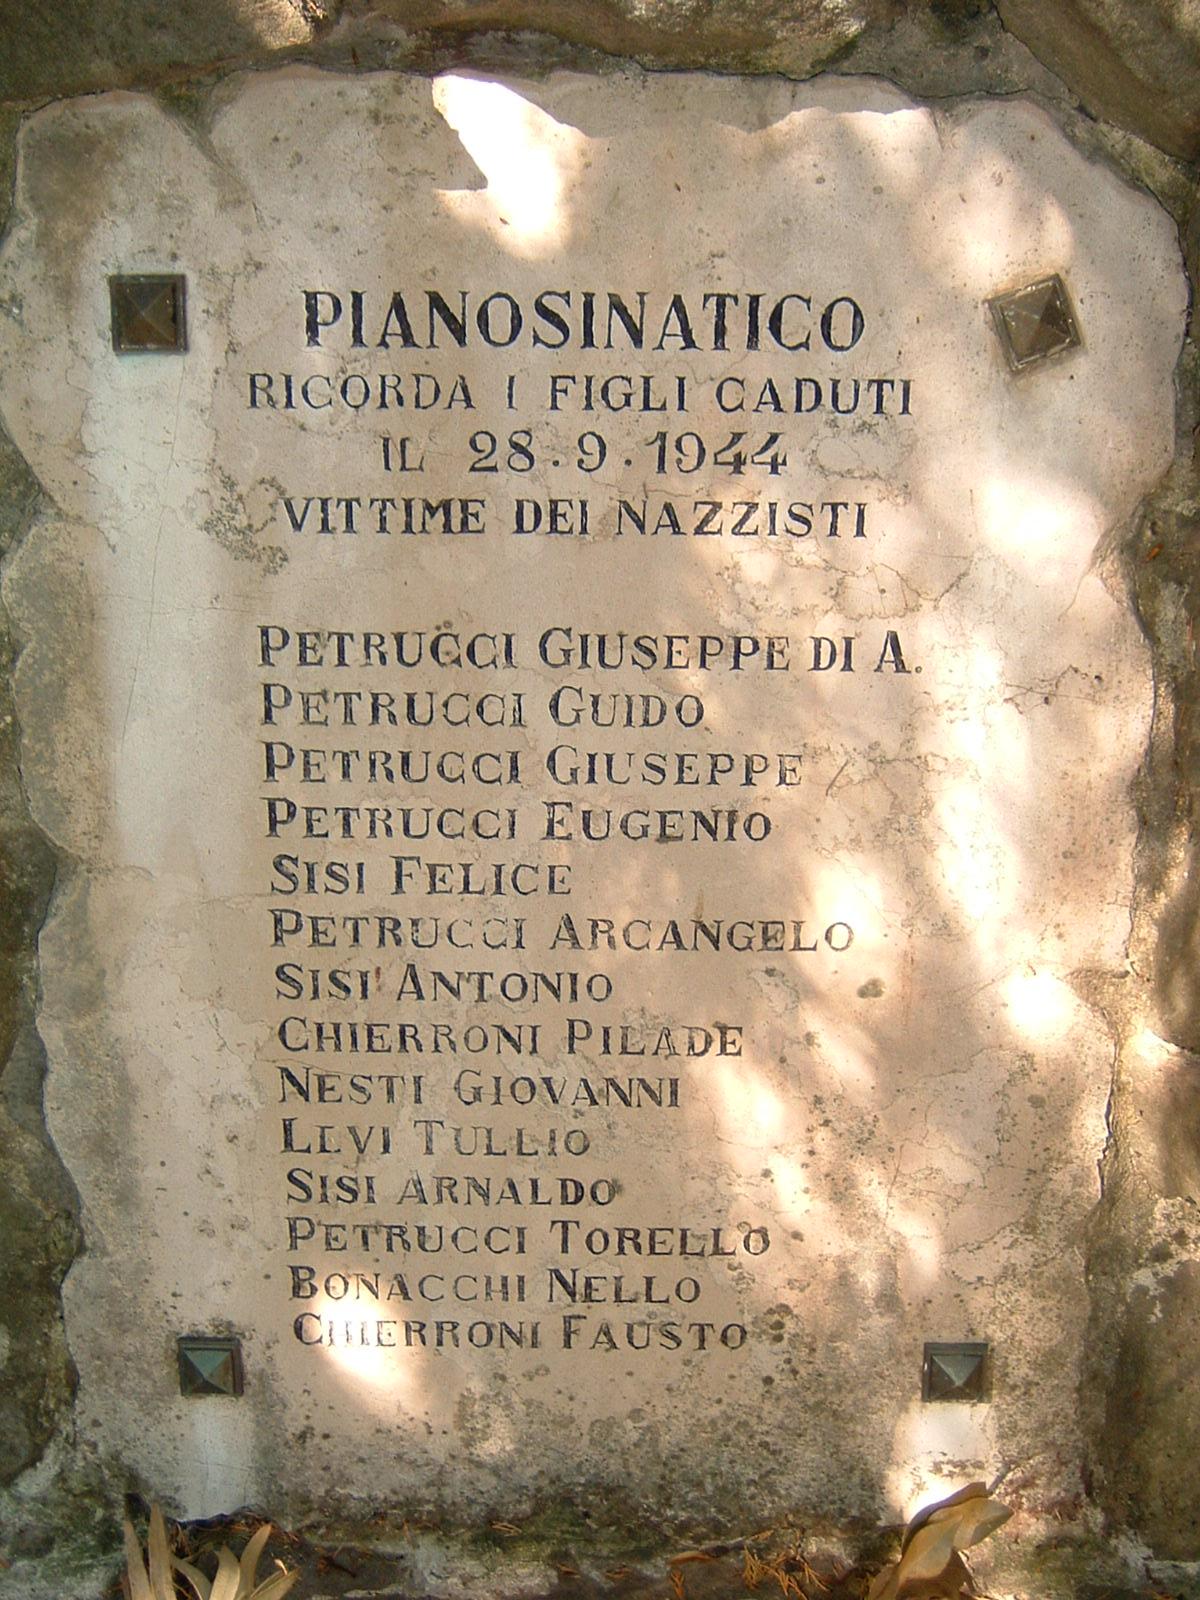 PIANOSINATICO
RICORDA I FIGLI CADUTI
IL 28.9.1944
VITTIME DEI NAZZISTI
PETRUCCI GIUSEPPE DI A.
PETRUCCI GUIDO
PETRUCCI GIUSEPPE
PETRUCCI EUGENIO
SISI FELICE
PETRUCCI ARCANGELO
SISI ANTONIO
CHIERRONI PILADE
NESTI GIOVANNI
LEVI TULLIO
SISI ARNALDO
PETRUCCI TORELLO
BONACCHI NELLO
CHIERRONI FAUSTO